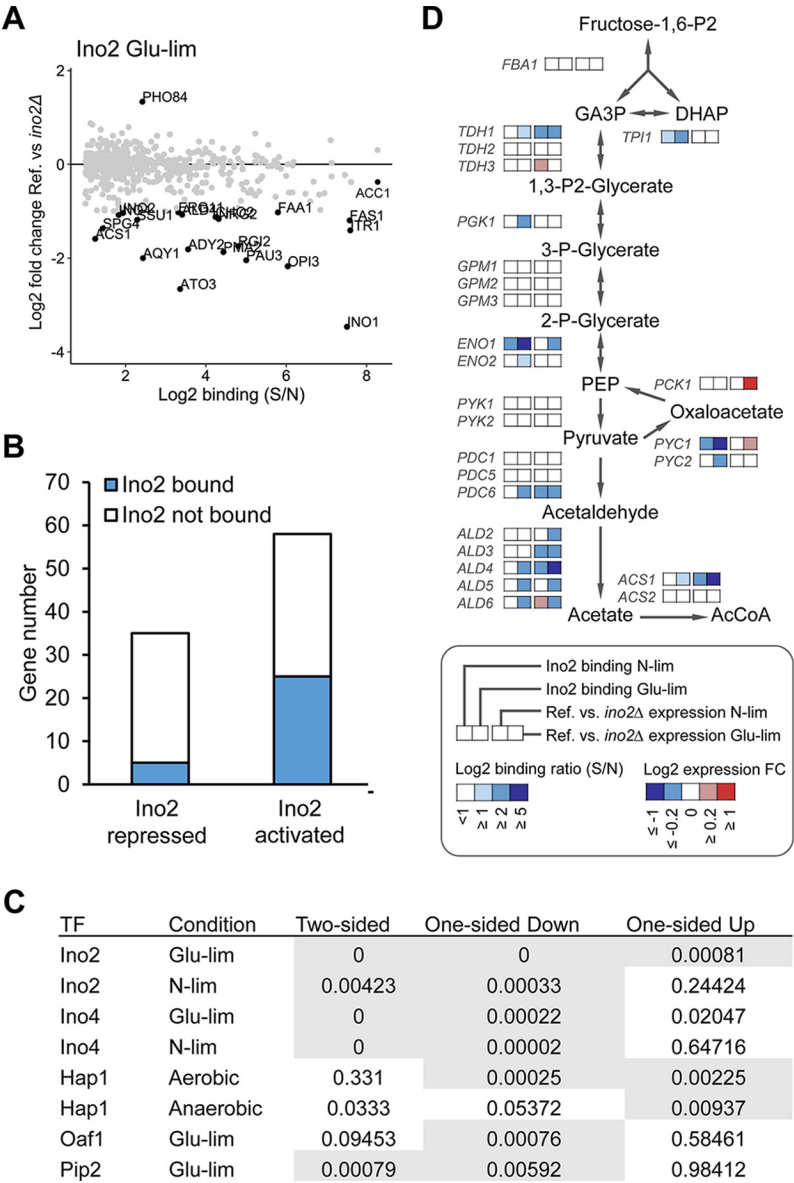 A
Ino2 Glu-lim
Log2 fold change Ref. vs ino2Δ
2
0
-2
-4
PHO84
ACC1
INO2
SSU1
SPG4
ACS1
ERG11
CHO2
NRG2
FAA1
FAS1
ITR1
AQY1
ADY2
RGI2
PMA2
PAU3
OPI3
ATO3
INO1
2 4 6 8
Log2 binding (S/N)
B
Gene number
70
60
50
40
30
20
10
0
Ino2 bound
Ino2 not bound
Ino2 repressed
Ino2 activated
C
TF Condition Two-sided One-sided Down One-sided Up
Ino2 Glu-lim 0 0 0.00081
Ino2 N-lim 0.00423 0.00033 0.24424
Ino4 Glu-lim 0 0.00022 0.02047
Ino4 N-lim 0 0.00002 0.64716
Hap1 Aerobic 0.331 0.00025 0.00225
Hap1 Anaerobic 0.0333 0.05372 0.00937
Oaf1 Glu-lim 0.09453 0.00076 0.58461
Pip2 Glu-lim 0.00079 0.00592 0.98412
D
Fructose-1,6-P2
FBA1
GA3P DHAP
TPI1
TDH1
TDH2
TDH3
1,3-P2-Glycerate
PGK1
3-P-Glycerate
GPM1
GPM2
GPM3
2-P-Glycerate
ENO1
ENO2
PEP
PCK1
Oxaloacetate
PYK1
PYK2
Pyruvate
PYC1
PYC2
PDC1
PDC5
PDC6
Acetaldehyde
ALD2
ALD3
ALD4
ALD5
ALD6
ACS1
ACS2
Acetate AcCoA
Ino2 binding N-lim
Ino2 binding Glu-lim
Ref. vs. ino2Δ expression N-lim
Ref. vs. ino2Δ expression Glu-lim
Log2 binding ratio (S/N)
<1 ≥ 1 ≥ 2 ≥ 5
Log2 expression FC
≤ -1 ≤ -0.2 0 ≥ 0.2 ≥ 1